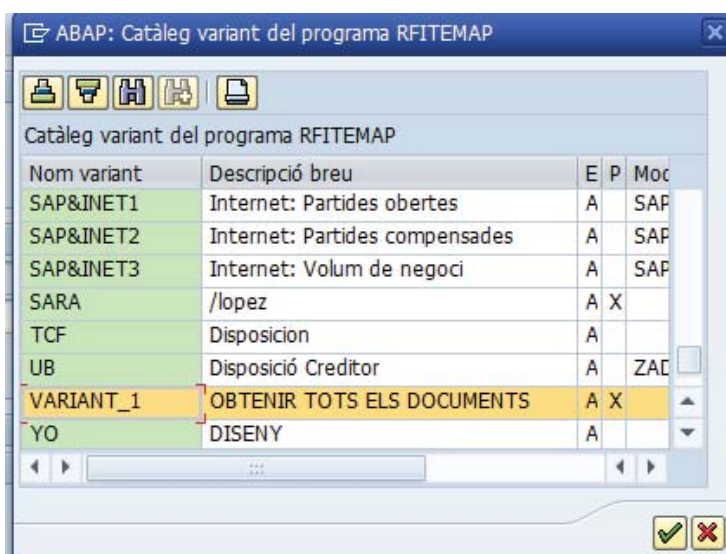 ABAP: Catàleg variant del programa RFITEMAP
Catàleg variant del programa RFITEMAP
Nom variant Descripció breu E P Moc
SAP&INET1 Internet: Partides obertes A SAP
SAP&INET2 Internet: Partides compensades A SAP
SAP&INET3 Internet: Volum de negoci A SAP
SARA /lopez A X
TCF Disposicion A
UB Disposició Creditor A ZAD
VARIANT_1 OBTENIR TOTS ELS DOCUMENTS A X
YO DISENY A